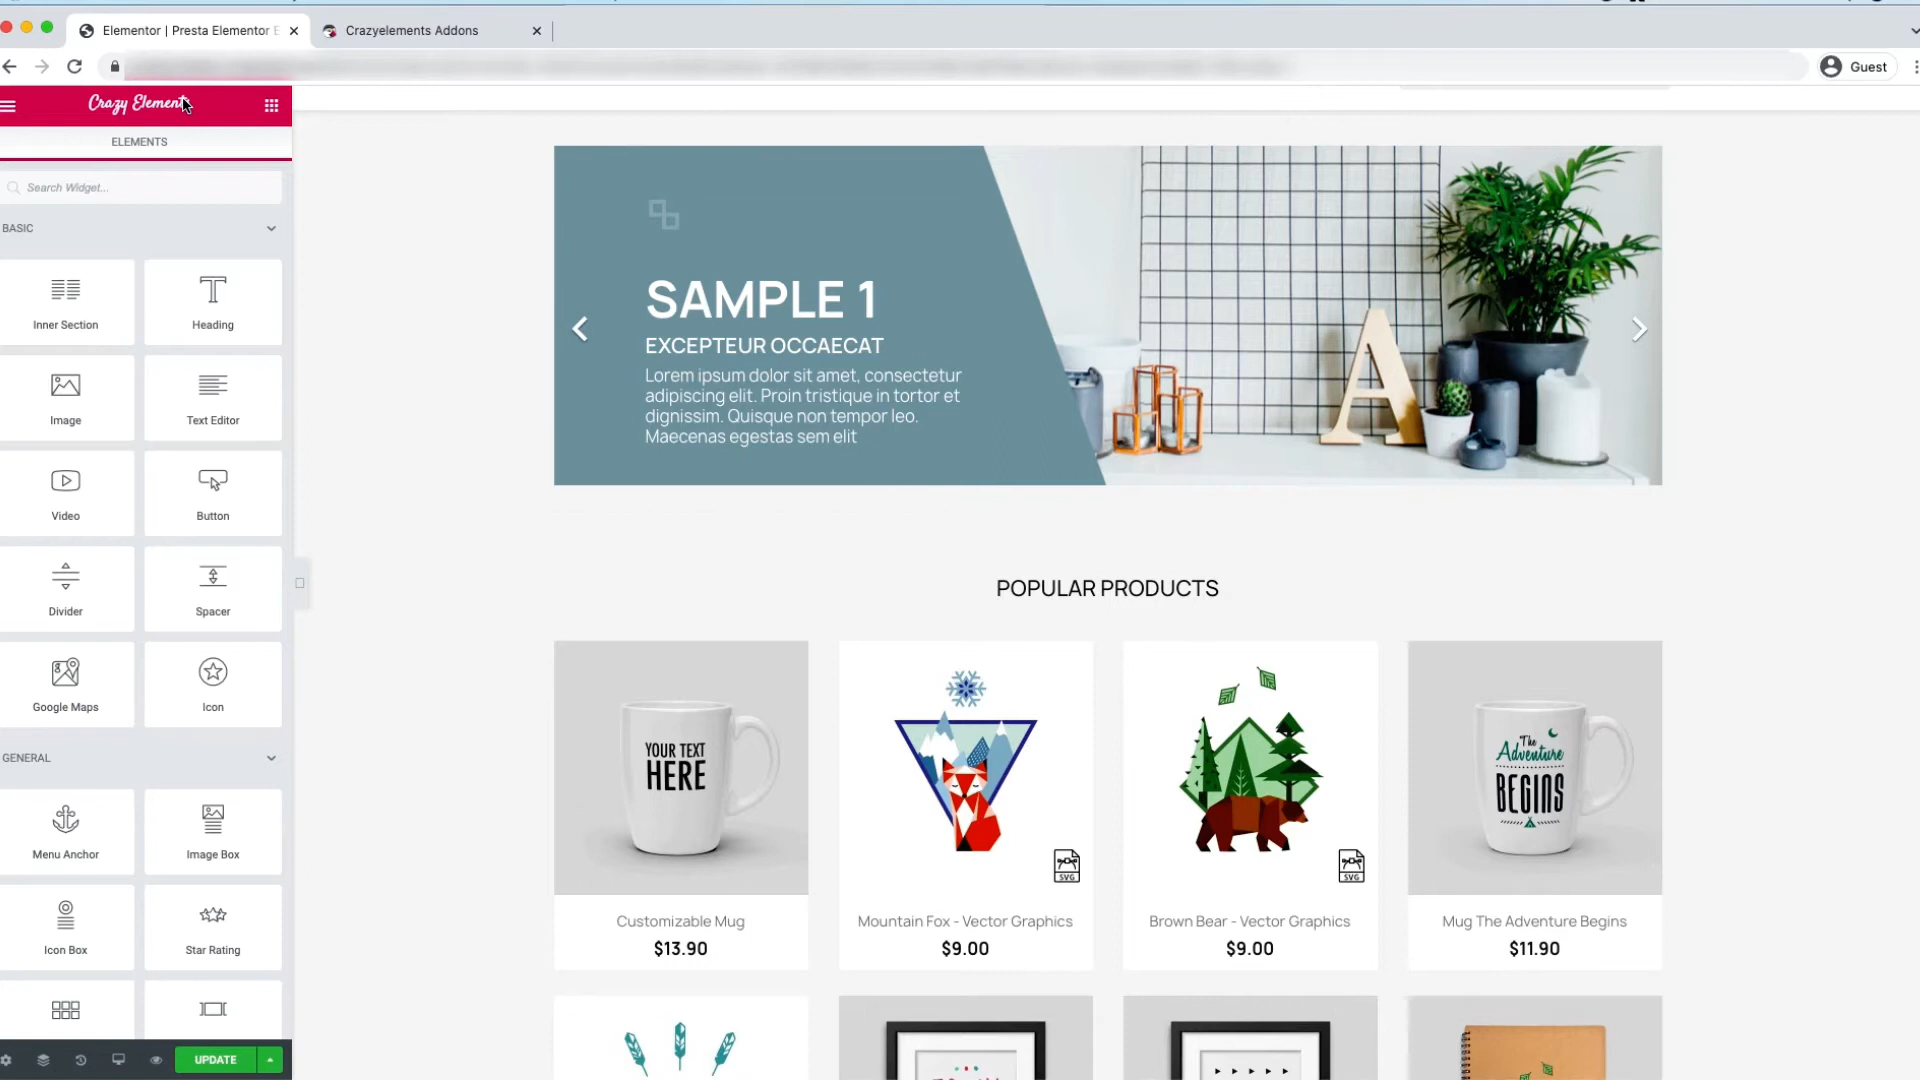 Elementor | Presta Elementor E
Crazyelements Addons
Guest
Crazy Elements
ELEMENTS
Search Widget...
BASIC
Inner Section
Heading
Image
Text Editor
Video
Button
Divider
Spacer
Google Maps
Icon
GENERAL
Menu Anchor
Image Box
Icon Box
Star Rating
UPDATE
SAMPLE 1
EXCEPTEUR OCCAECAT
Lorem ipsum dolor sit amet, consectetur
adipiscing elit. Proin tristique in tortor et
dignissim. Quisque non tempor leo.
Maecenas egestas sem elit
A
POPULAR PRODUCTS
YOUR TEXT
HERE
SVG
SVG
The
Adventure
BEGINS
Customizable Mug
$13.90
Mountain Fox - Vector Graphics
$9.00
Brown Bear - Vector Graphics
$9.00
Mug The Adventure Begins
$11.90